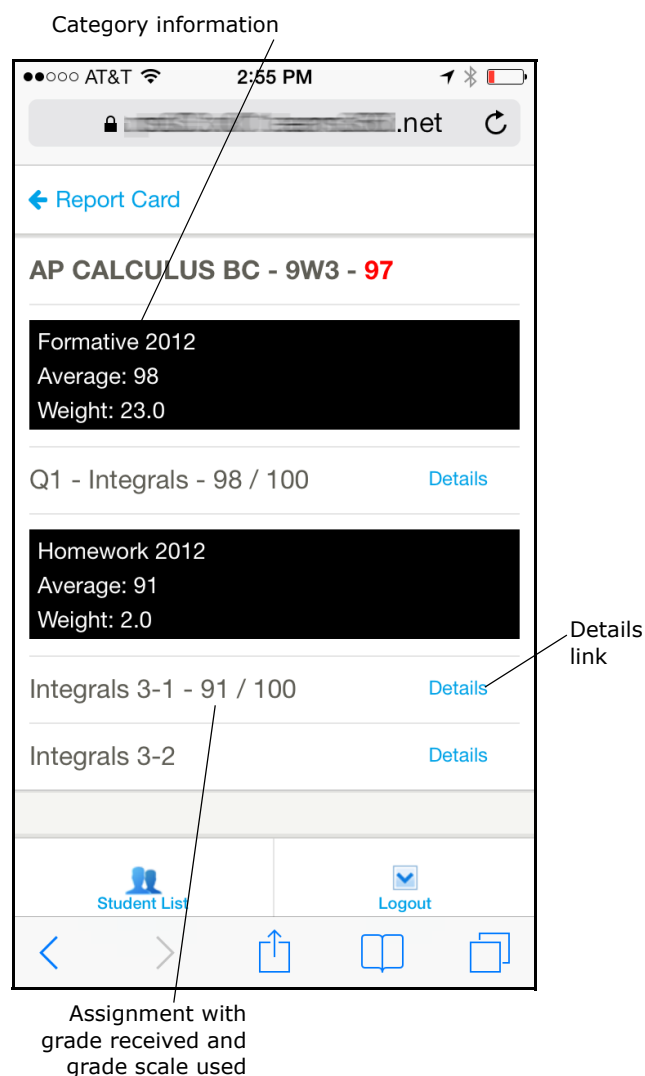 Category information
AT&T 2:55 PM
.net
Report Card
AP CALCULUS BC - 9W3 - 97
Formative 2012
Average: 98
Weight: 23.0
Q1 - Integrals - 98 / 100 Details
Homework 2012
Average: 91
Weight: 2.0
Details
link
Integrals 3-1 - 91 / 100 Details
Integrals 3-2 Details
Student List Logout
Assignment with
grade received and
grade scale used